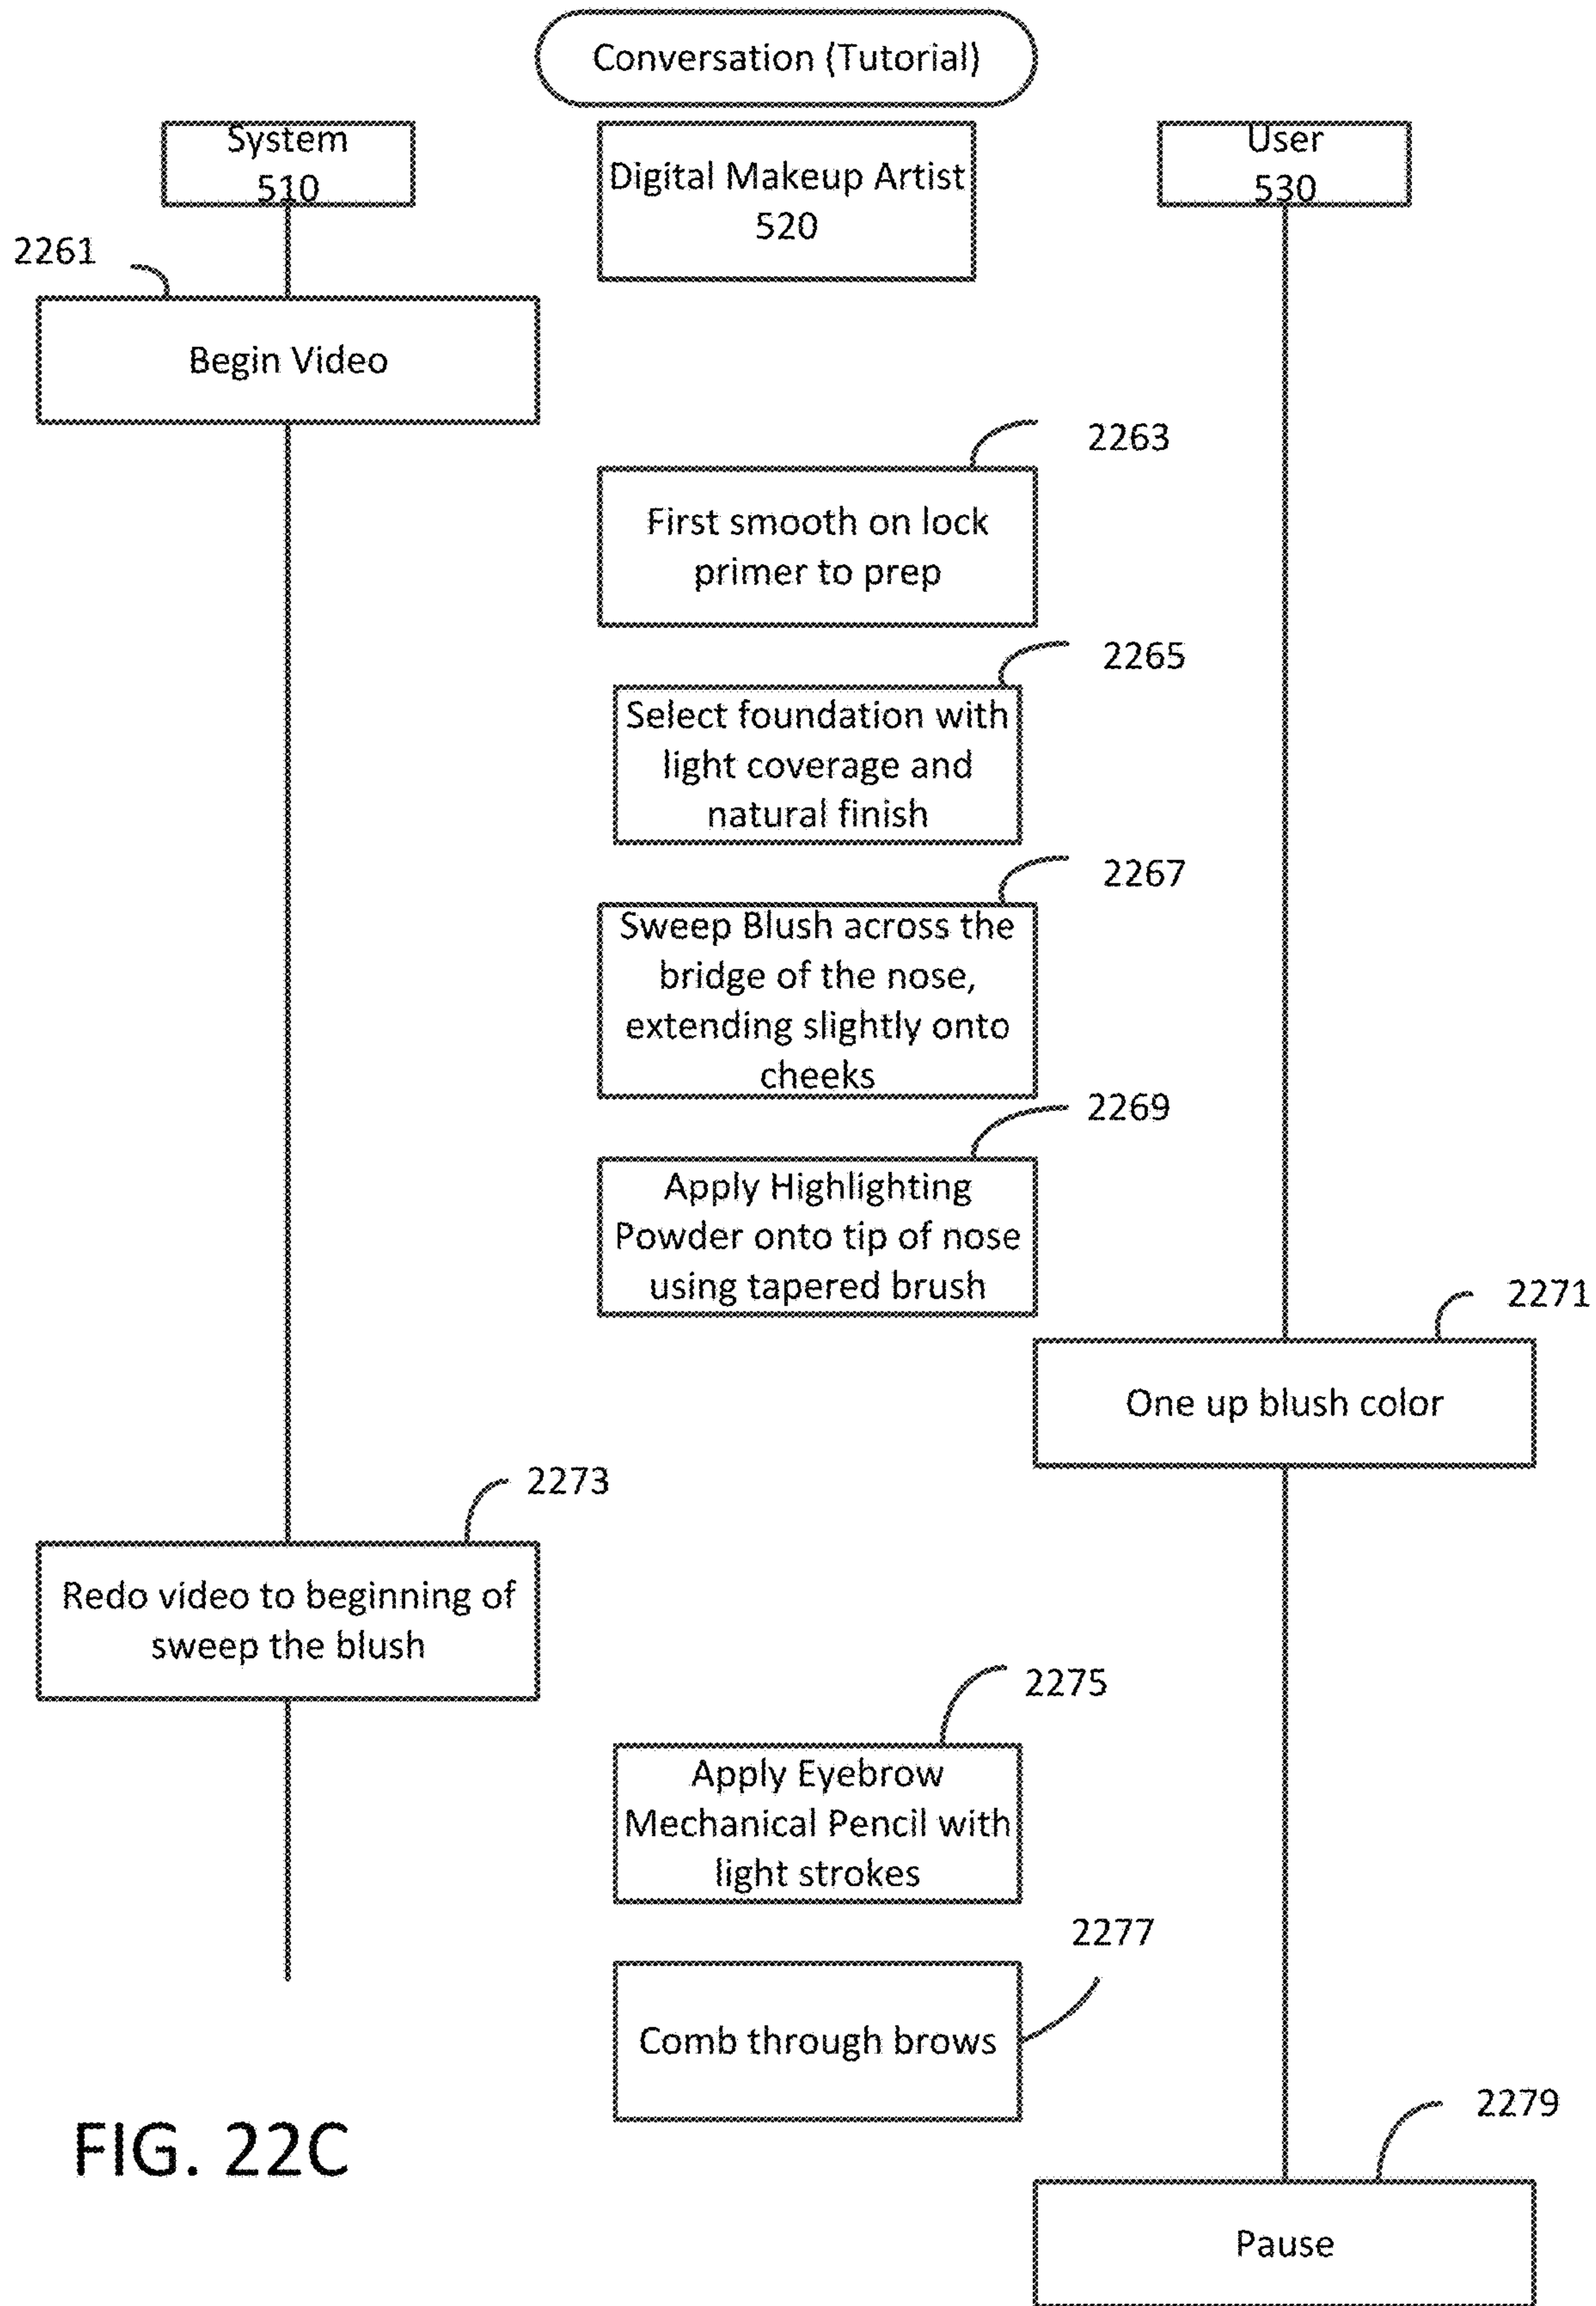 Conversation (Tutorial)
System
510
Digital Makeup Artist
520
User
530
2261
Begin Video
2263
First smooth on lock
primer to prep
2265
Select foundation with
light coverage and
natural finish
2267
Sweep Blush across the
bridge of the nose,
extending slightly onto
cheeks
2269
Apply Highlighting
Powder onto tip of nose
using tapered brush
2271
One up blush color
2273
Redo video to beginning of
sweep the blush
2275
Apply Eyebrow
Mechanical Pencil with
light strokes
2277
Comb through brows
2279
Pause
FIG. 22C